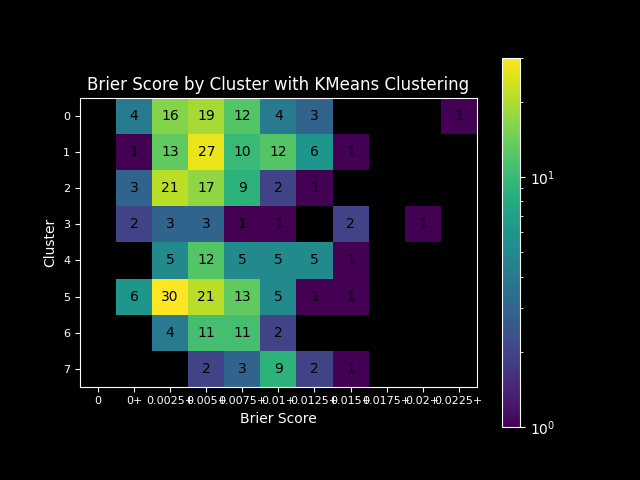 Brier Score by Cluster with KMeans Clustering
0 4 16 19 12 4 3 1
1 1 13 27 10 12 6 1
2 3 21 17 9 2 1
3 2 3 3 1 1 2 1
4 5 12 5 5 5 1
5 6 30 21 13 5 1 1
6 4 11 11 2
7 2 3 9 2 1
Cluster
0 0+ 0.0025+ 0.005+ 0.0075+ 0.01+ 0.0125+ 0.015+ 0.0175+ 0.02+ 0.0225+
Brier Score
10¹
10⁰